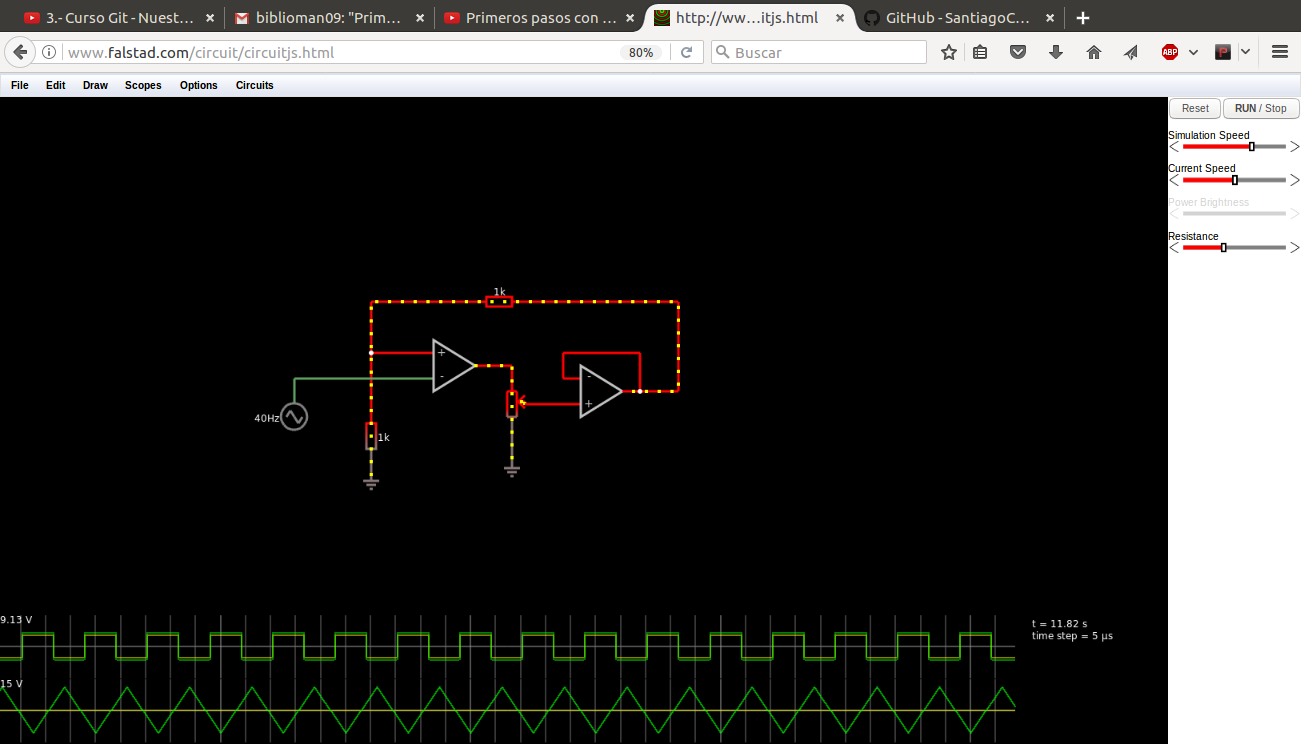 3.- Curso Git - Nuest… × biblioman09: "Prim… × Primeros pasos con … × http://ww…itjs.html × GitHub - SantiagoC… × +
www.falstad.com/circuit/circuitjs.html 80% Buscar ABP P
File Edit Draw Scopes Options Circuits
Reset RUN / Stop
Simulation Speed
Current Speed
Power Brightness
Resistance
1k
+
-
-
+
40Hz
1k
9.13 V
t = 11.82 s
time step = 5 µs
15 V